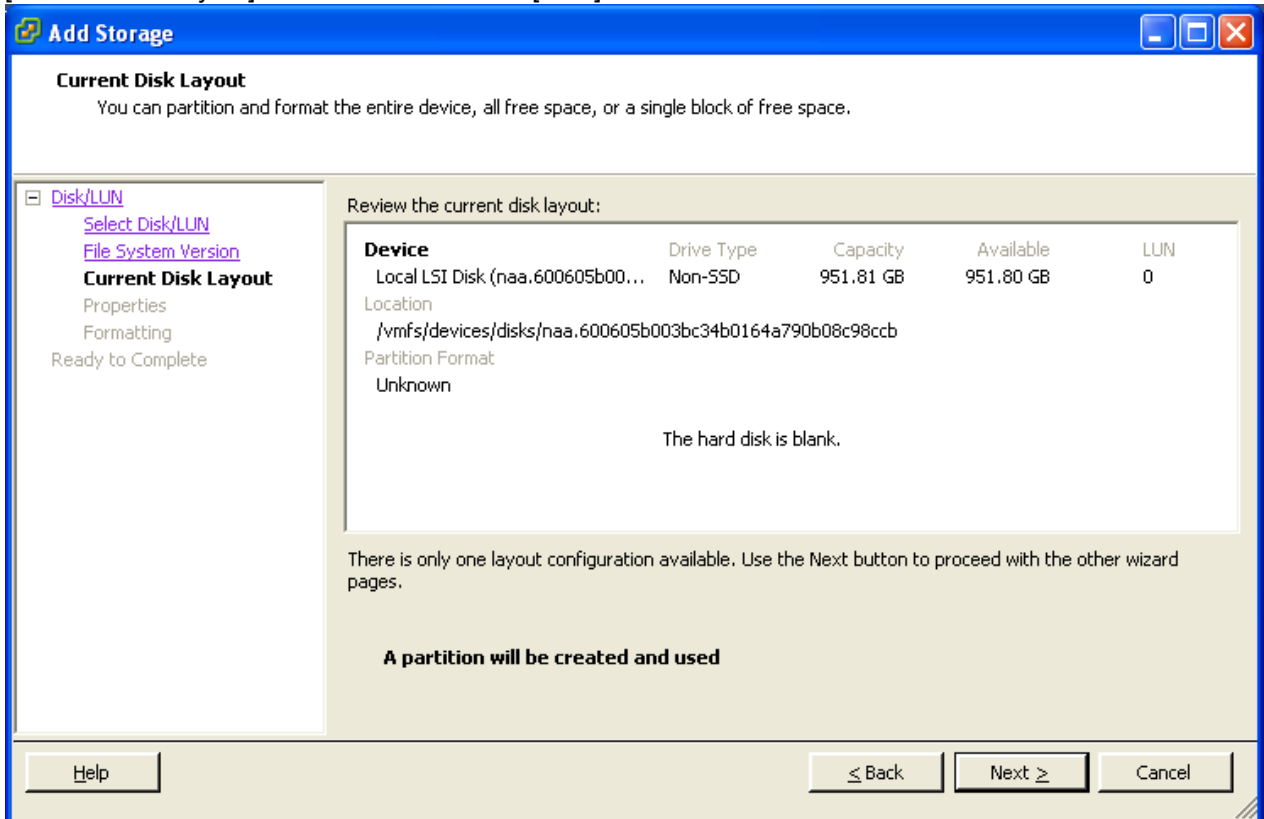 Add Storage
Current Disk Layout
You can partition and format the entire device, all free space, or a single block of free space.
Disk/LUN
Select Disk/LUN
File System Version
Current Disk Layout
Properties
Formatting
Ready to Complete
Review the current disk layout:
Device Drive Type Capacity Available LUN
Local LSI Disk (naa.600605b00... Non-SSD 951.81 GB 951.80 GB 0
Location
/vmfs/devices/disks/naa.600605b003bc34b0164a790b08c98ccb
Partition Format
Unknown
The hard disk is blank.
There is only one layout configuration available. Use the Next button to proceed with the other wizard
pages.
A partition will be created and used
Help
≤ Back
Next ≥
Cancel